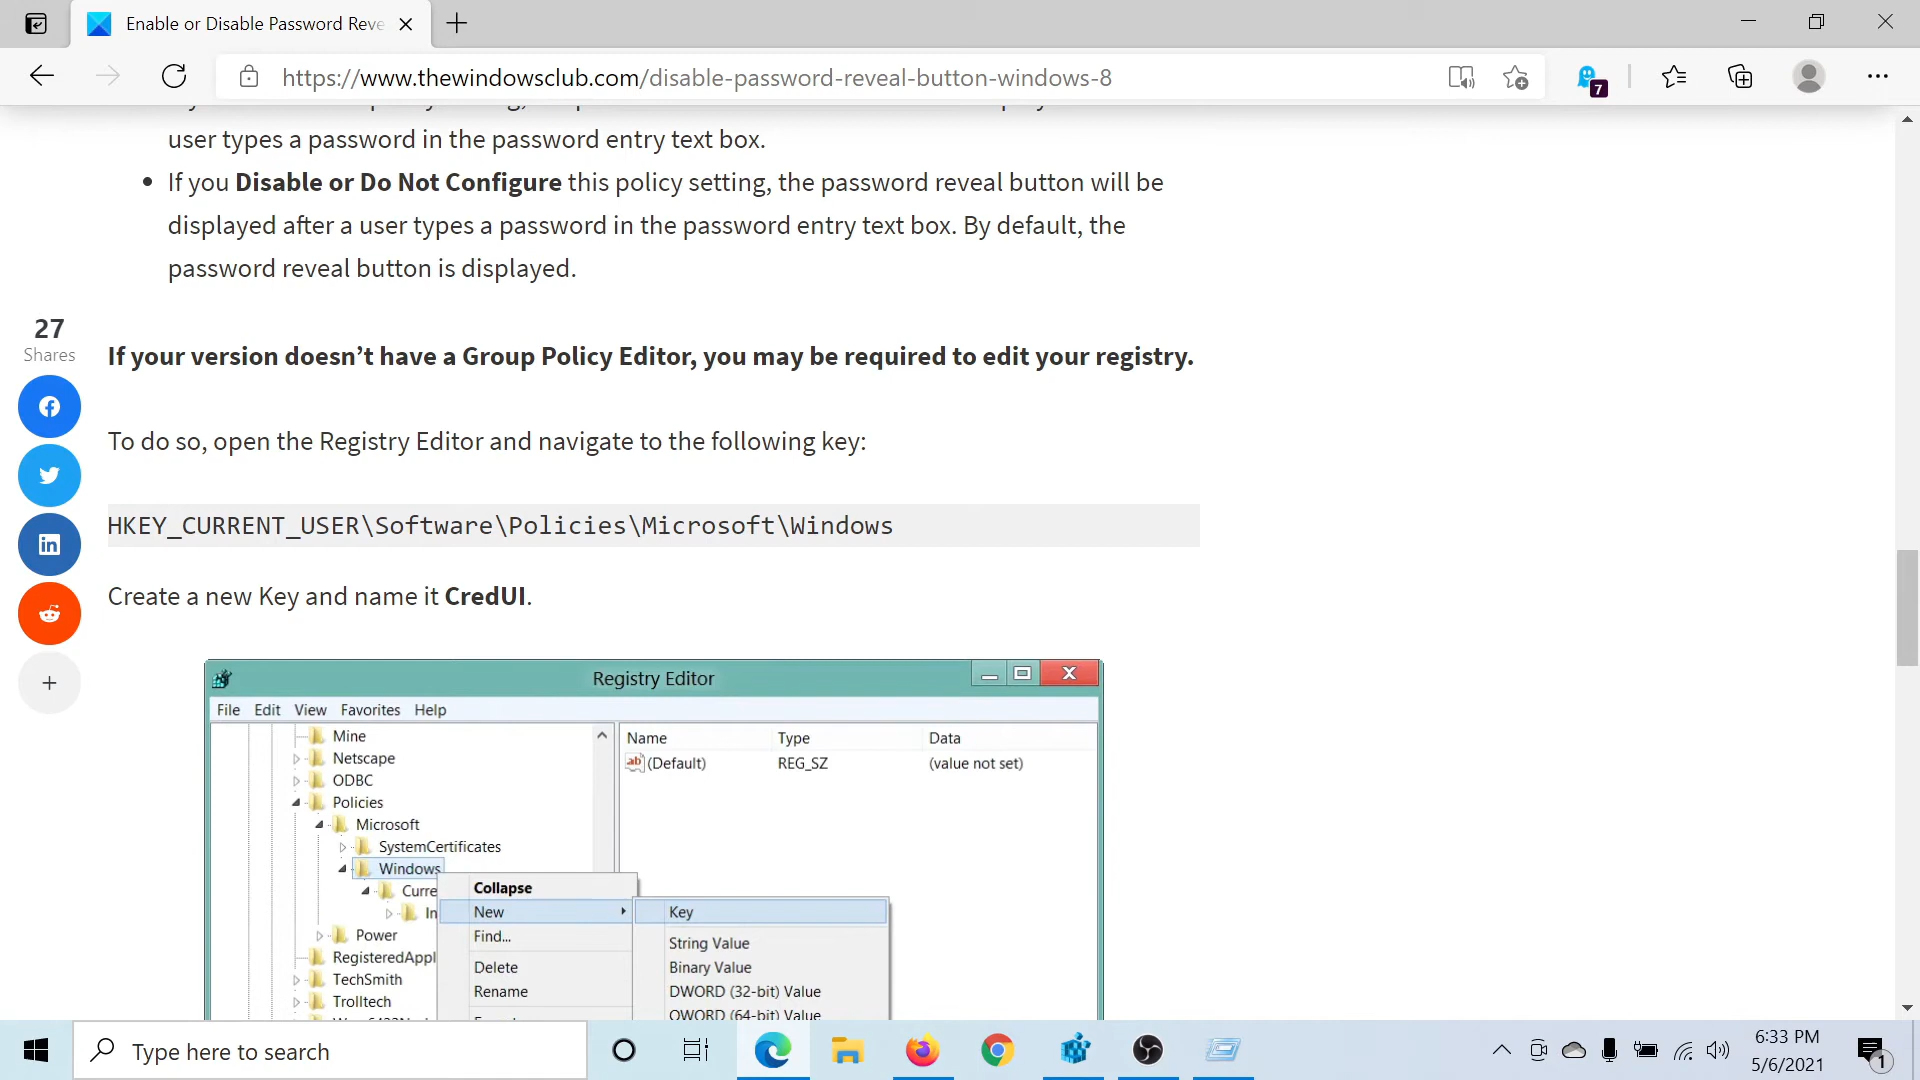 Enable or Disable Password Reve
https://www.thewindowsclub.com/disable-password-reveal-button-windows-8
7
user types a password in the password entry text box.
• If you Disable or Do Not Configure this policy setting, the password reveal button will be
displayed after a user types a password in the password entry text box. By default, the
password reveal button is displayed.
27
Shares
If your version doesn’t have a Group Policy Editor, you may be required to edit your registry.
To do so, open the Registry Editor and navigate to the following key:
HKEY_CURRENT_USER\Software\Policies\Microsoft\Windows
Create a new Key and name it CredUI.
Registry Editor
File Edit View Favorites Help
Name Type Data
(Default) REG_SZ (value not set)
Mine
Netscape
ODBC
Policies
Microsoft
SystemCertificates
Windows
Curre
In
Power
RegisteredAppl
TechSmith
Trolltech
Collapse
New
Find...
Delete
Rename
Key
String Value
Binary Value
DWORD (32-bit) Value
QWORD (64-bit) Value
Type here to search
6:33 PM
5/6/2021
1